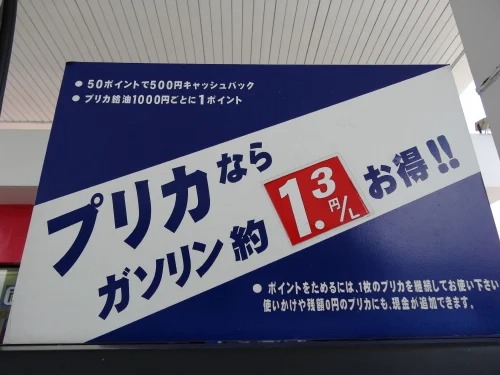 ● 50ポイントで500円キャッシュバック
● プリカ給油1000円ごとに1ポイント
プリカなら
ガソリン約1.3円/Lお得!!
● ポイントをためるには、1枚のプリカを継続してお使い下さい
使いかけや残額0円のプリカにも、現金が追加できます。